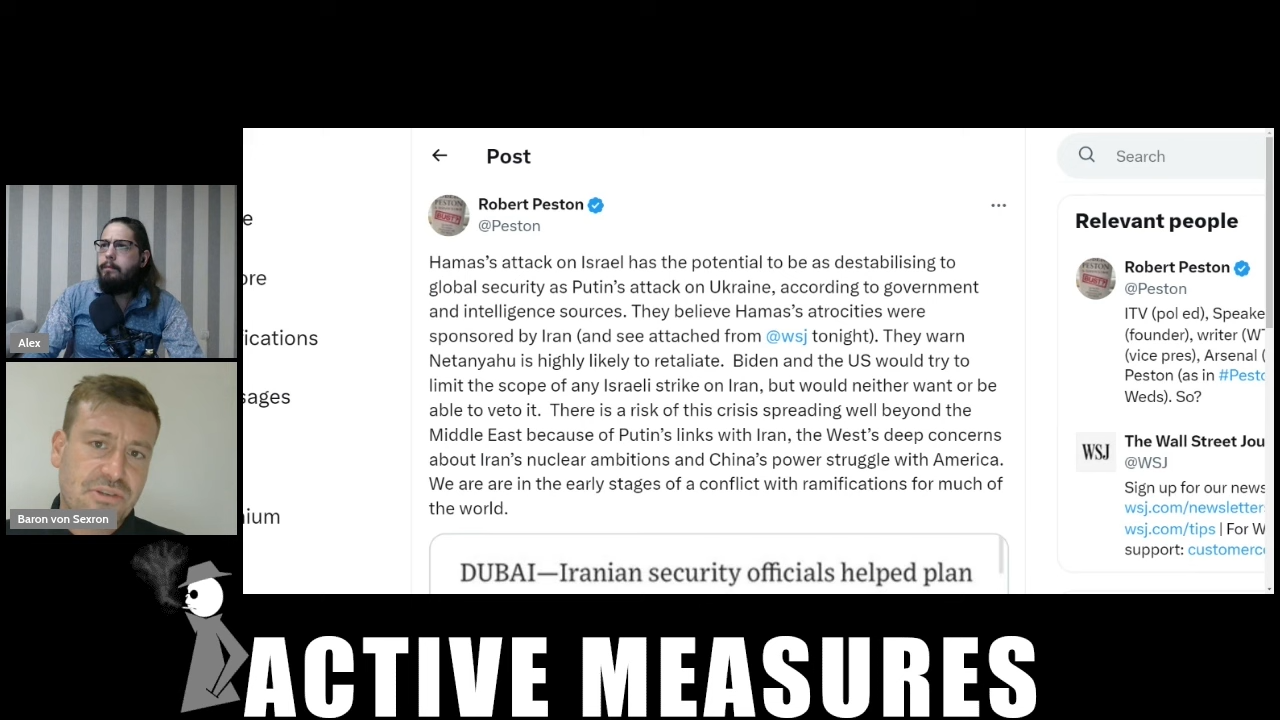 Post
Search
Robert Peston
@Peston
Hamas's attack on Israel has the potential to be as destabilising to
global security as Putin's attack on Ukraine, according to government
and intelligence sources. They believe Hamas's atrocities were
sponsored by Iran (and see attached from @wsj tonight). They warn
Netanyahu is highly likely to retaliate. Biden and the US would try to
limit the scope of any Israeli strike on Iran, but would neither want or be
able to veto it. There is a risk of this crisis spreading well beyond the
Middle East because of Putin's links with Iran, the West's deep concerns
about Iran's nuclear ambitions and China's power struggle with America.
We are are in the early stages of a conflict with ramifications for much of
the world.
DUBAI—Iranian security officials helped plan
Relevant people
Robert Peston
@Peston
ITV (pol ed), Speake
(founder), writer (W
(vice pres), Arsenal (
Peston (as in #Pesto
Weds). So?
WSJ
The Wall Street Jou
@WSJ
Sign up for our news
wsj.com/newsletter
wsj.com/tips | For W
support: customerc
e
ore
ications
sages
ium
Alex
Baron von Sexron
ACTIVE MEASURES